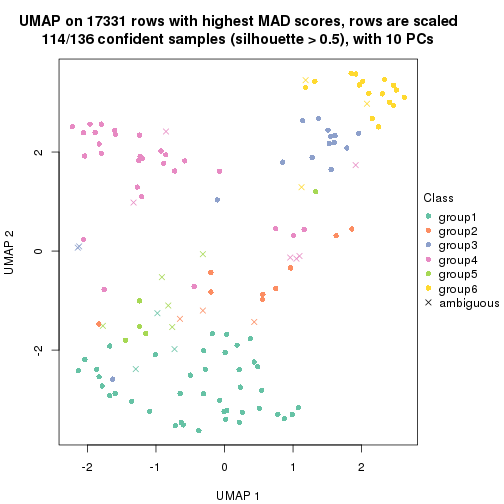 UMAP on 17331 rows with highest MAD scores, rows are scaled
114/136 confident samples (silhouette > 0.5), with 10 PCs
UMAP 2
2
0
-2
-2
-1
0
1
2
UMAP 1
Class
group1
group2
group3
group4
group5
group6
ambiguous